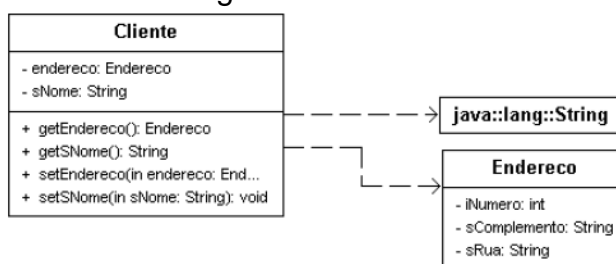 Cliente
- endereco: Endereco
- sNome: String
+ getEndereco(): Endereco
+ getSNome(): String
+ setEndereco(in endereco: End...
+ setSNome(in sNome: String): void
java::lang::String
Endereco
- iNumero: int
- sComplemento: String
- sRua: String